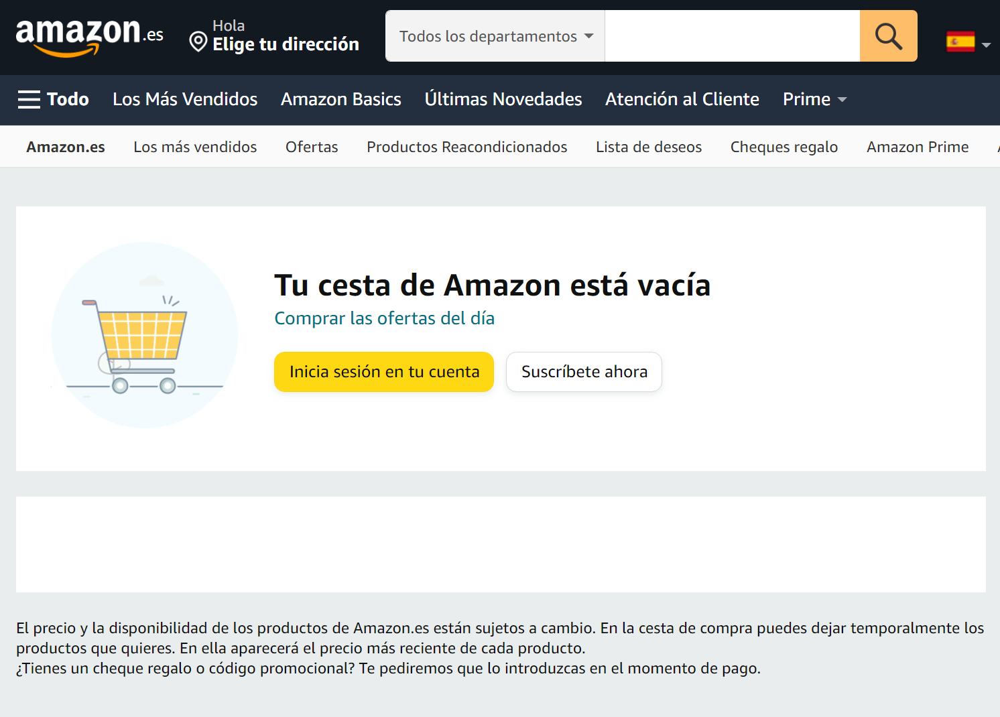 amazon.es
Hola
Elige tu dirección
Todos los departamentos
Todo Los Más Vendidos Amazon Basics Últimas Novedades Atención al Cliente Prime
Amazon.es Los más vendidos Ofertas Productos Reacondicionados Lista de deseos Cheques regalo Amazon Prime
Tu cesta de Amazon está vacía
Comprar las ofertas del día
Inicia sesión en tu cuenta Suscríbete ahora
El precio y la disponibilidad de los productos de Amazon.es están sujetos a cambio. En la cesta de compra puedes dejar temporalmente los
productos que quieres. En ella aparecerá el precio más reciente de cada producto.
¿Tienes un cheque regalo o código promocional? Te pediremos que lo introduzcas en el momento de pago.